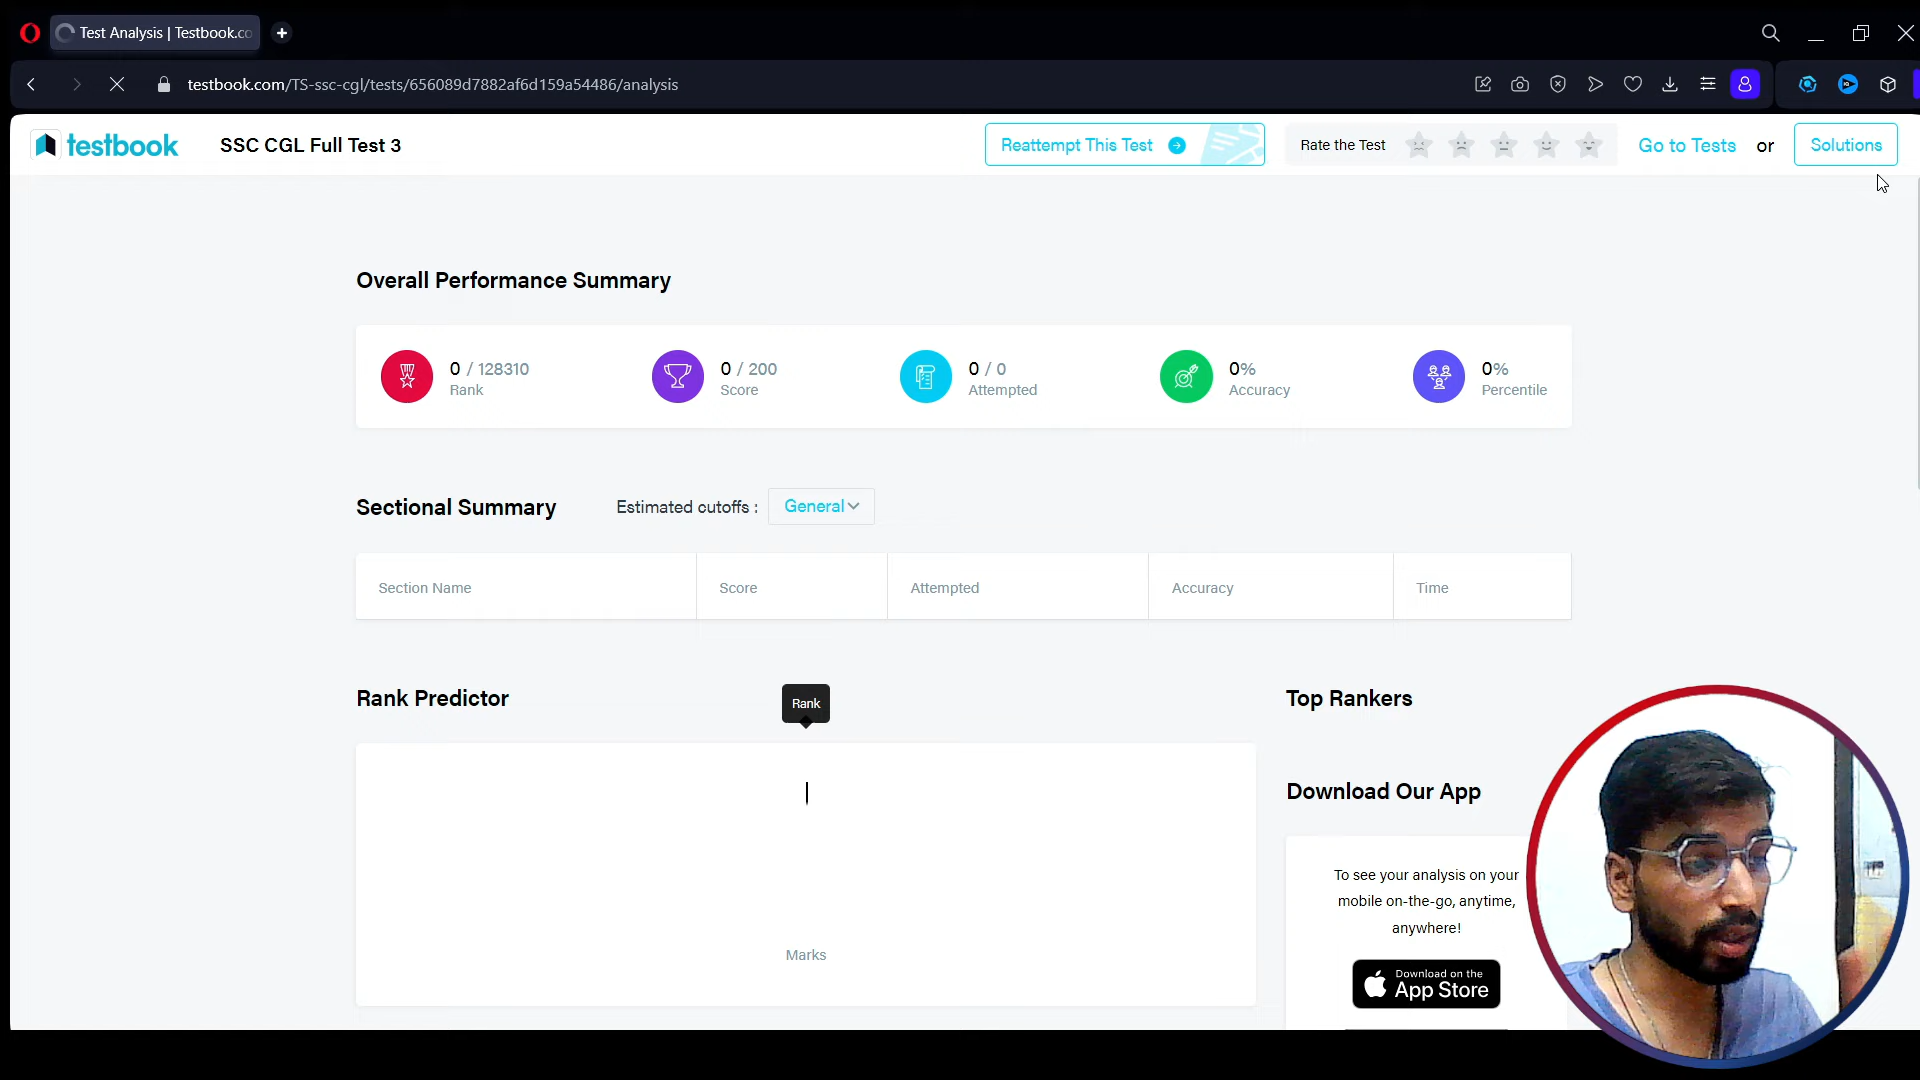 Test Analysis | Testbook.co
testbook.com/TS-ssc-cgl/tests/656089d7882af6d159a54486/analysis
testbook
SSC CGL Full Test 3
Reattempt This Test
Rate the Test
Go to Tests or
Solutions
Overall Performance Summary
0 / 128310
Rank
0 / 200
Score
0 / 0
Attempted
0%
Accuracy
0%
Percentile
Sectional Summary
Estimated cutoffs :
General
Section Name
Score
Attempted
Accuracy
Time
Rank Predictor
Rank
Marks
Top Rankers
Download Our App
To see your analysis on your
mobile on-the-go, anytime,
anywhere!
Download on the
App Store